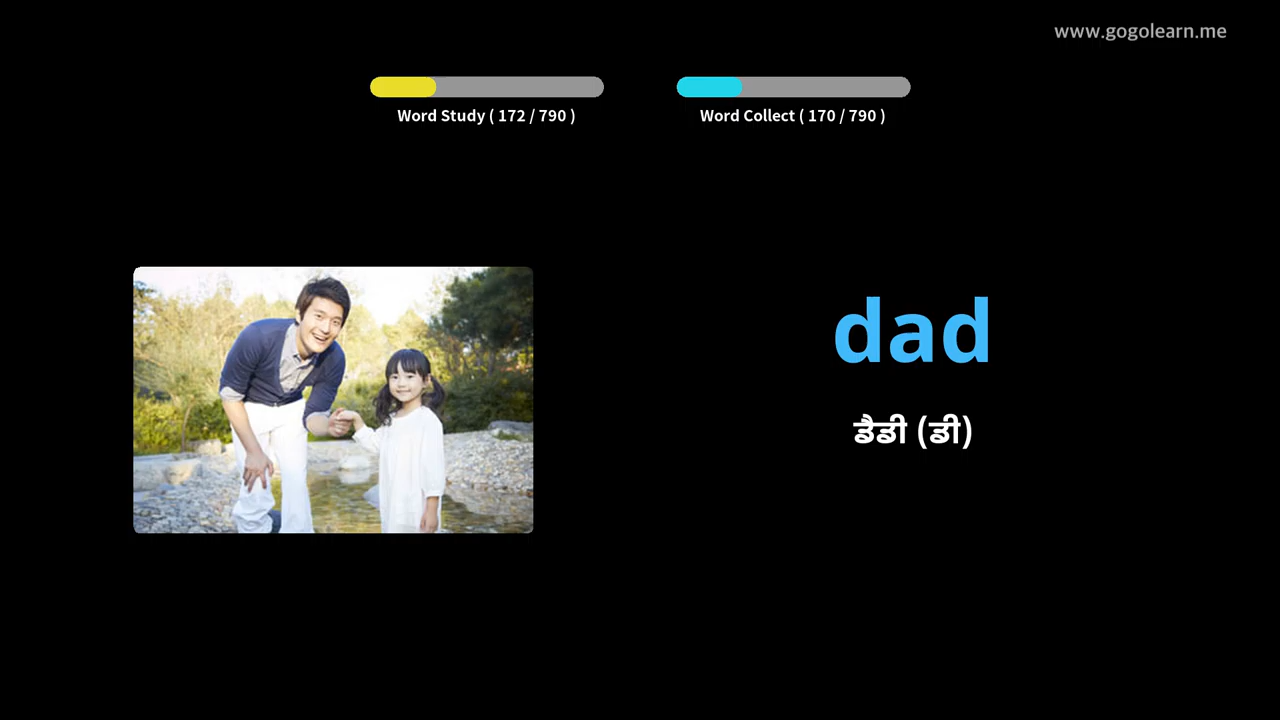 www.gogolearn.me
Word Study ( 172 / 790 )
Word Collect ( 170 / 790 )
dad
डैडी (डी)